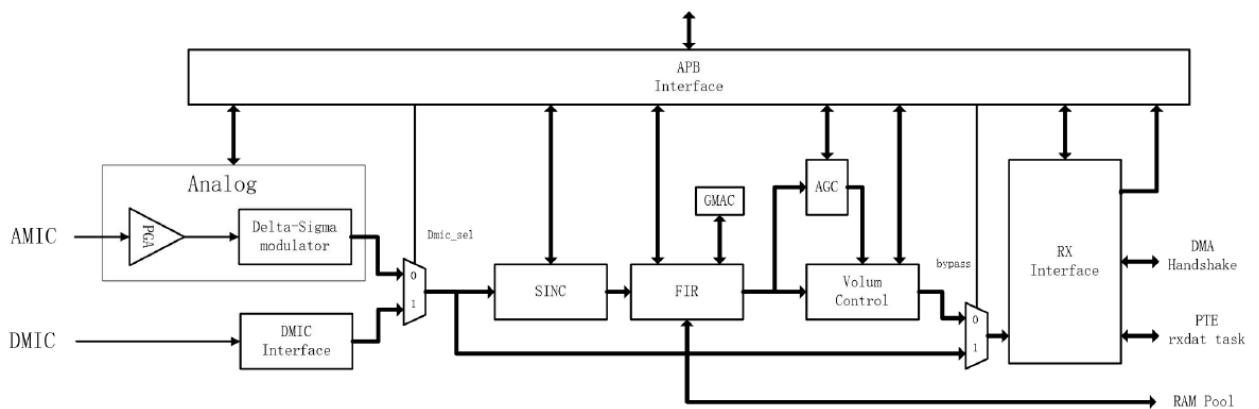 APB
Interface
Analog
AMIC
PGA
Delta-Sigma
modulator
Dmic_sel
0
1
DMIC
DMIC
Interface
SINC
FIR
GMAC
AGC
Volum
Control
bypass
0
1
RX
Interface
DMA
Handshake
PTE
rxdat task
RAM Pool